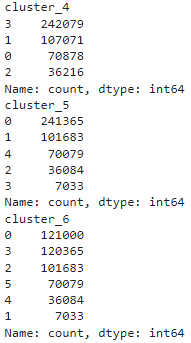 cluster_4
3    242079
1    107071
0     70878
2     36216
Name: count, dtype: int64
cluster_5
0    241365
1    101683
4     70079
2     36084
3      7033
Name: count, dtype: int64
cluster_6
0    121000
3    120365
2    101683
5     70079
4     36084
1      7033
Name: count, dtype: int64